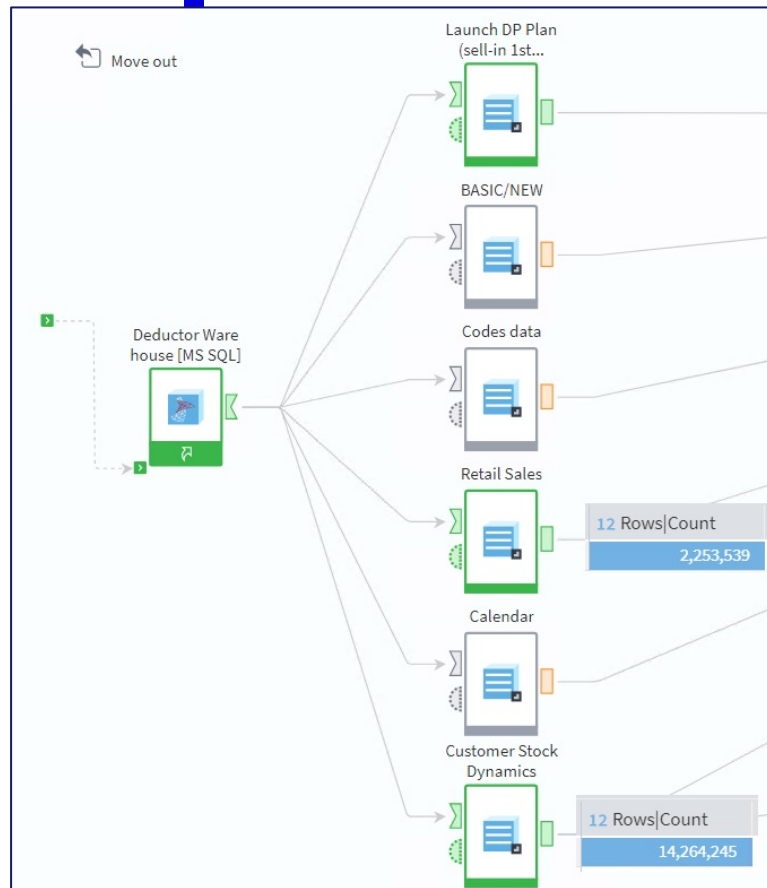 Launch DP Plan
(sell-in 1st...
Move out
BASIC/NEW
Deductor Ware
house [MS SQL]
Codes data
Retail Sales
12 Rows|Count
2,253,539
Calendar
Customer Stock
Dynamics
12 Rows|Count
14,264,245